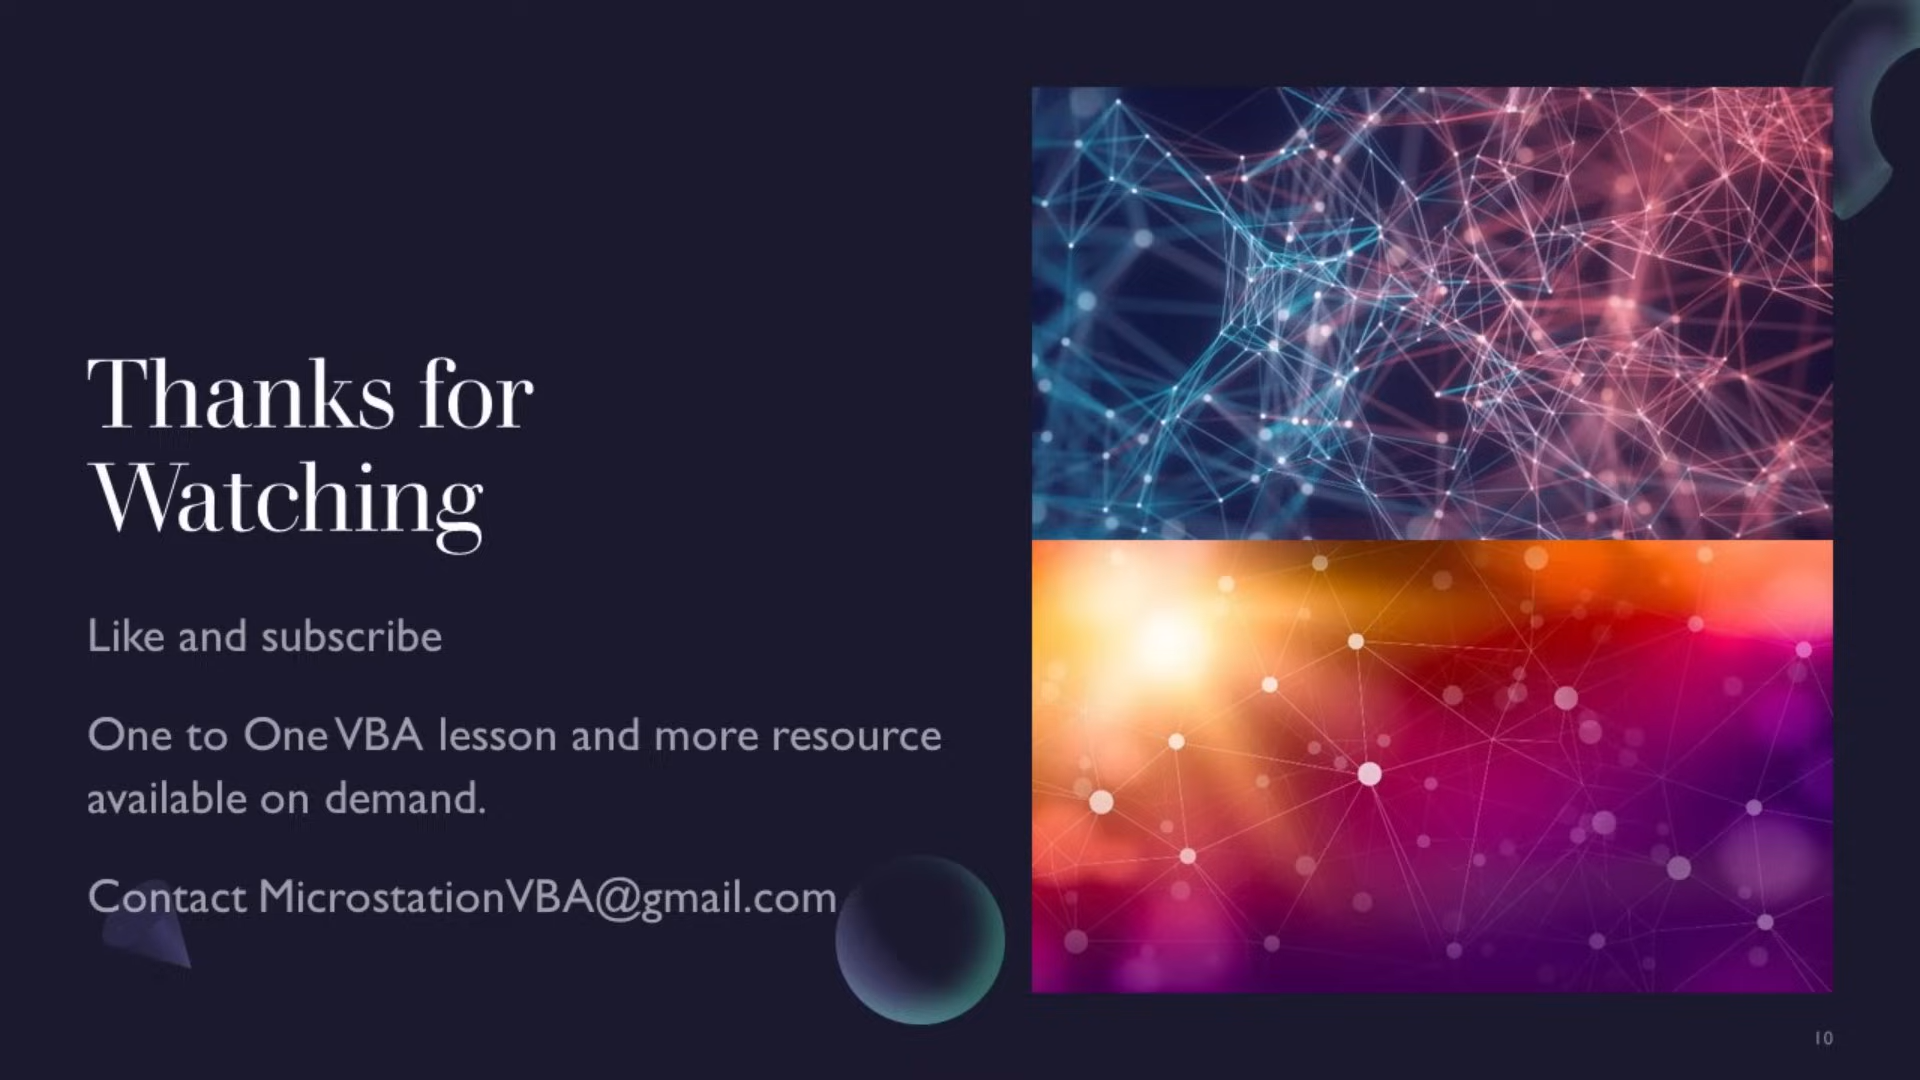 Thanks for
Watching
Like and subscribe
One to One VBA lesson and more resource
available on demand.
Contact MicrostationVBA@gmail.com
10